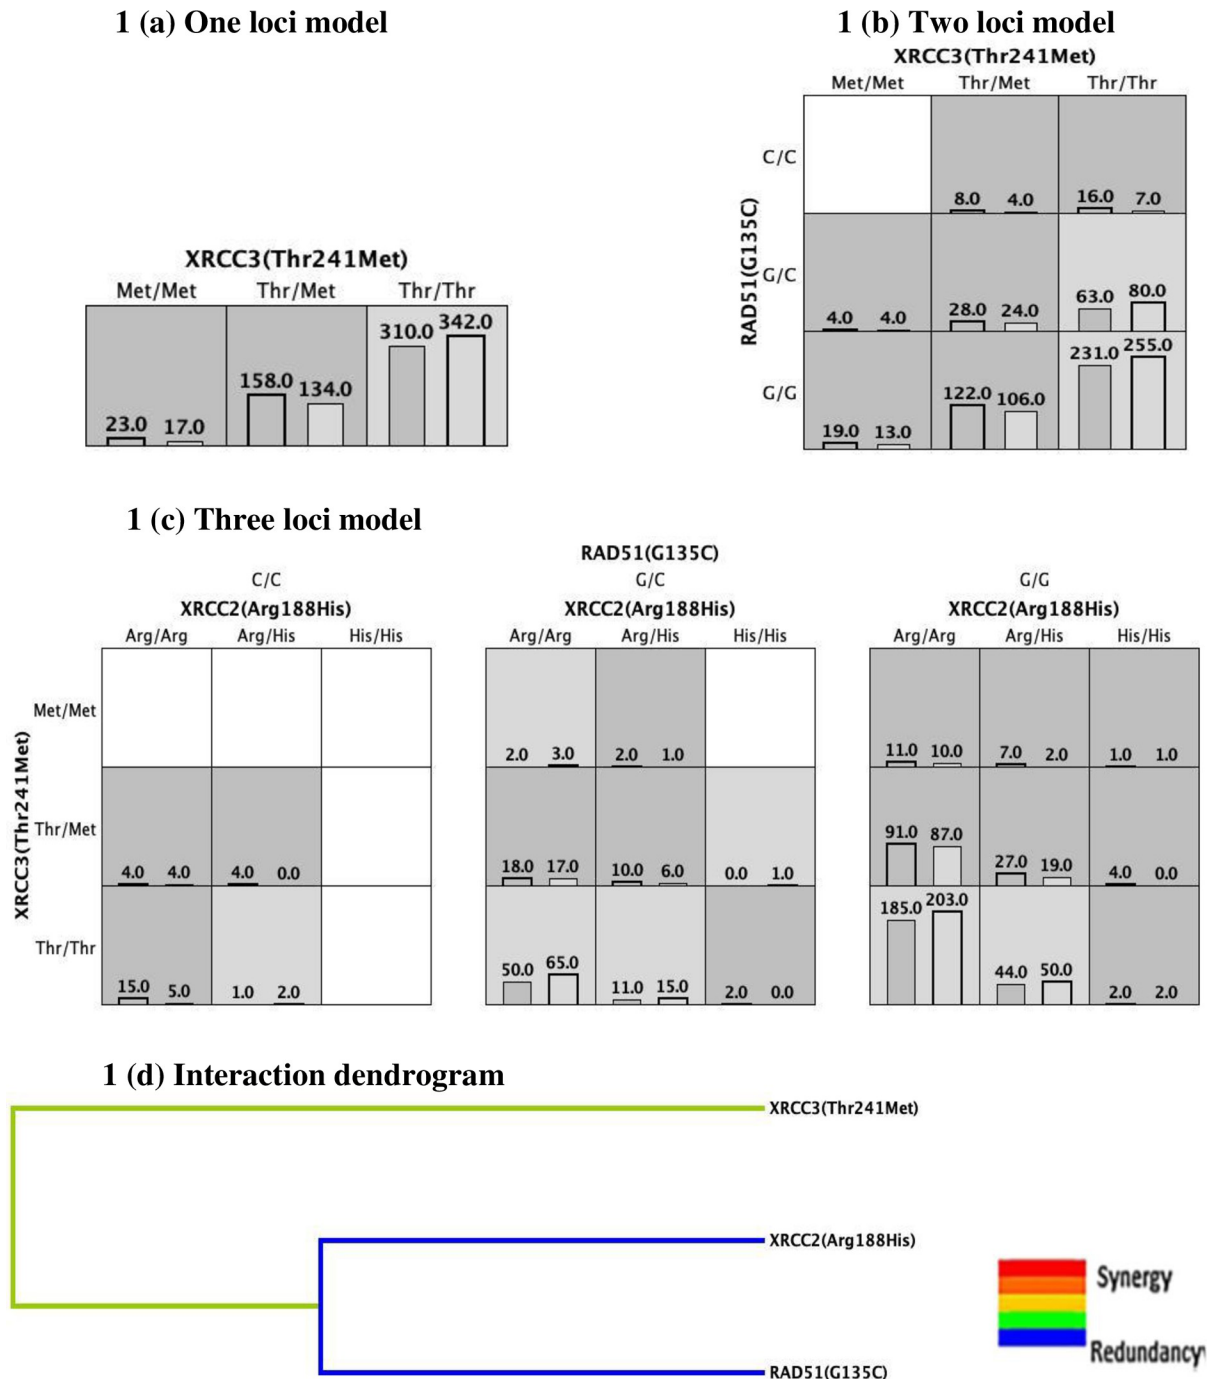 1 (a) One loci model
1 (b) Two loci model
XRCC3(Thr241Met)
Met/Met Thr/Met Thr/Thr
RAD51(G135C)
C/C
8.0 4.0 16.0 7.0
G/C
4.0 4.0 28.0 24.0 63.0 80.0
G/G
19.0 13.0 122.0 106.0 231.0 255.0
XRCC3(Thr241Met)
Met/Met Thr/Met Thr/Thr
23.0 17.0 158.0 134.0 310.0 342.0
1 (c) Three loci model
RAD51(G135C)
C/C G/C G/G
XRCC2(Arg188His) XRCC2(Arg188His) XRCC2(Arg188His)
Arg/Arg Arg/His His/His Arg/Arg Arg/His His/His Arg/Arg Arg/His His/His
XRCC3(Thr241Met)
Met/Met
2.0 3.0 2.0 1.0 11.0 10.0 7.0 2.0 1.0 1.0
Thr/Met
4.0 4.0 4.0 0.0 18.0 17.0 10.0 6.0 0.0 1.0 91.0 87.0 27.0 19.0 4.0 0.0
Thr/Thr
15.0 5.0 1.0 2.0 50.0 65.0 11.0 15.0 2.0 0.0 185.0 203.0 44.0 50.0 2.0 2.0
1 (d) Interaction dendrogram
XRCC3(Thr241Met)
XRCC2(Arg188His)
RAD51(G135C)
Synergy
Redundancy